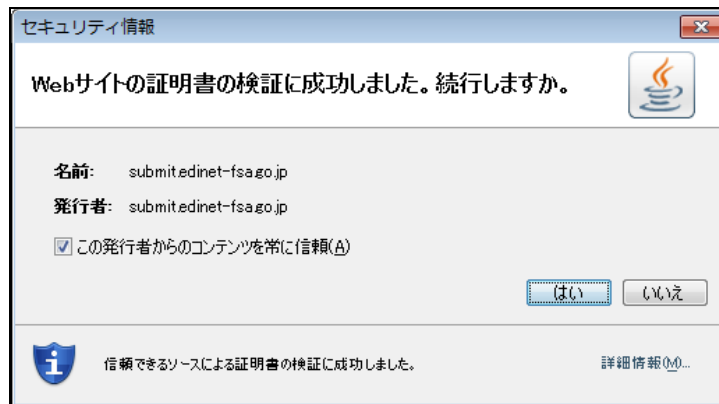 セキュリティ情報
Webサイトの証明書の検証に成功しました。続行しますか。
名前: submit.edinet-fsa.go.jp
発行者: submit.edinet-fsa.go.jp
この発行者からのコンテンツを常に信頼(A)
はい いいえ
信頼できるソースによる証明書の検証に成功しました。 詳細情報(M)...